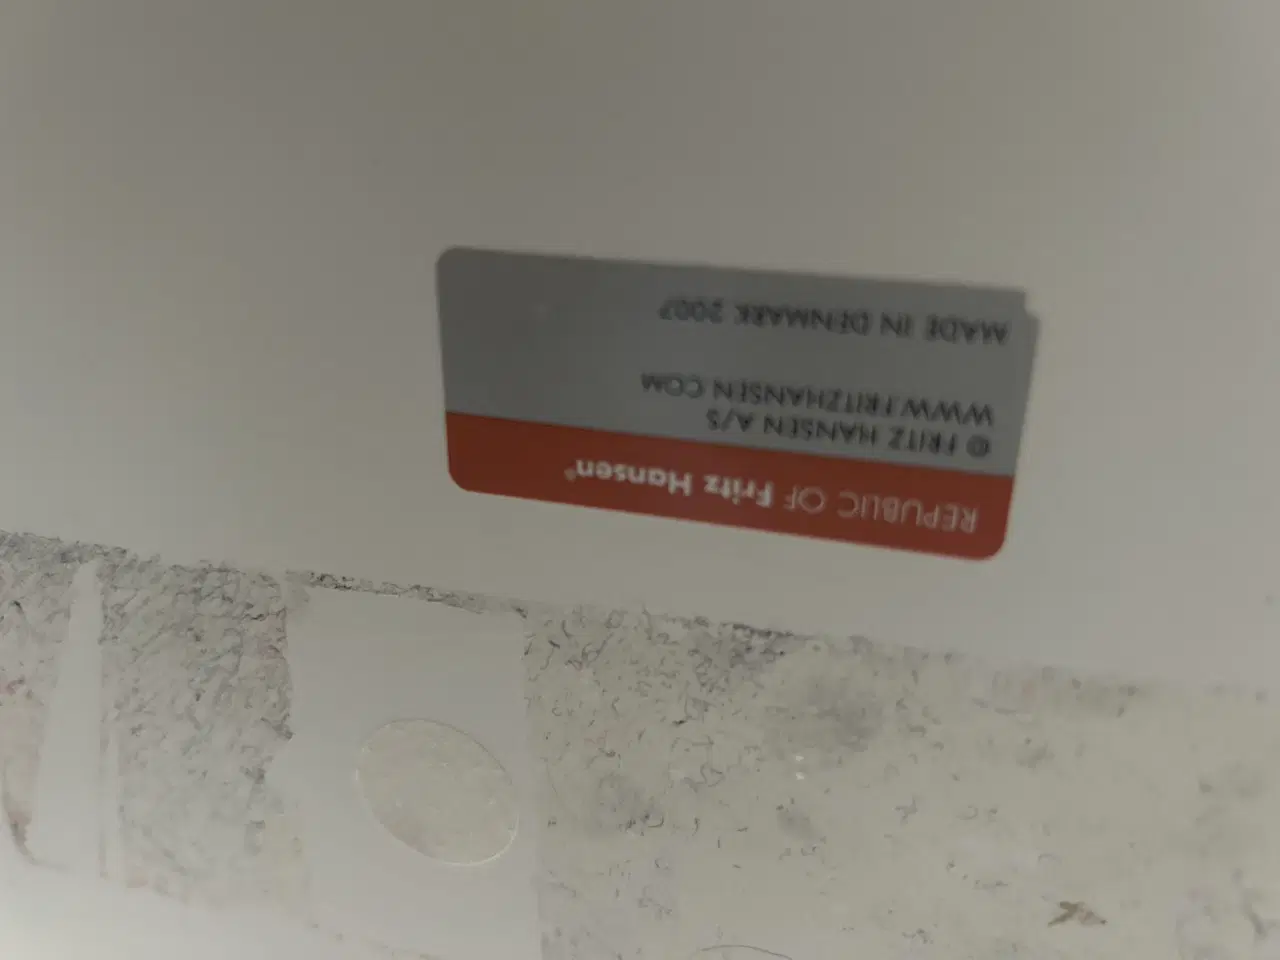 REPUBLIC OF Fritz Hansen®
© FRITZ HANSEN A/S
WWW.FRITZHANSEN.COM
MADE IN DENMARK 2007